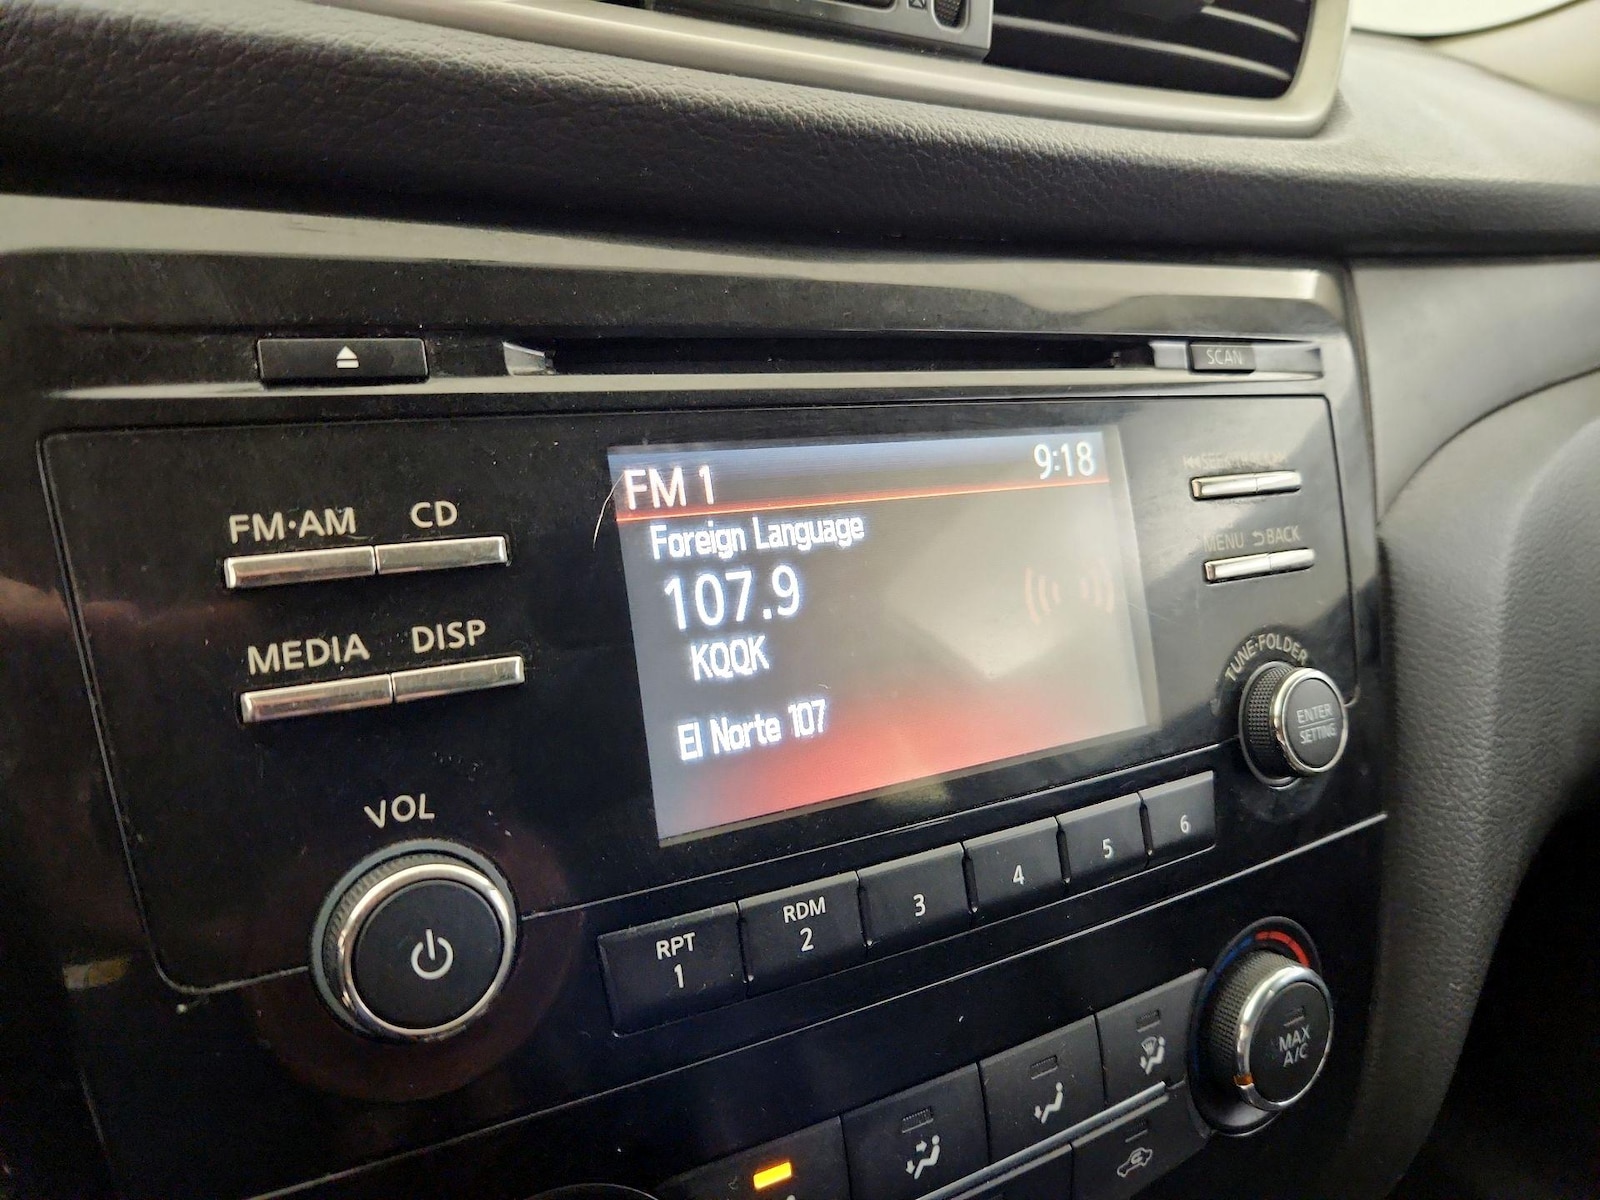 SCAN
FM 1 9:18
Foreign Language
107.9
KQQK
El Norte 107
FM·AM CD
MEDIA DISP
VOL
MENU BACK
TUNE·FOLDER
ENTER
SETTING
RPT
1
RDM
2
3
4
5
6
MAX
A/C